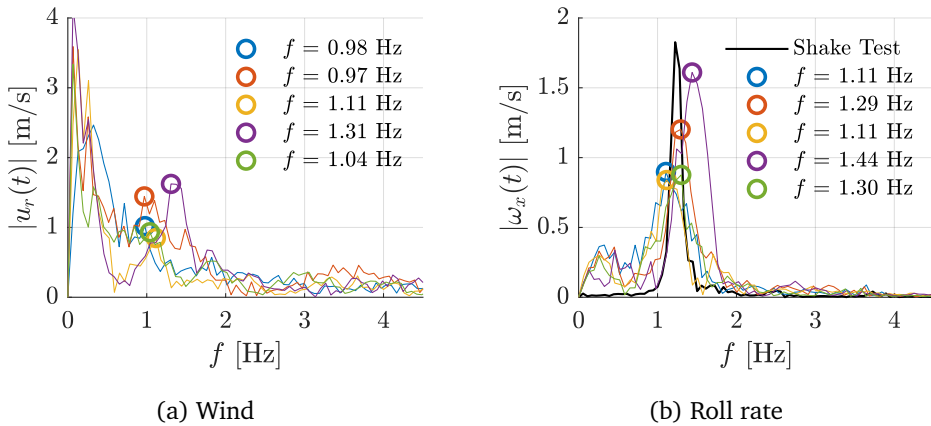 |u_r(t)| [m/s]
4
3
2
1
0
0 1 2 3 4
f [Hz]
f = 0.98 Hz
f = 0.97 Hz
f = 1.11 Hz
f = 1.31 Hz
f = 1.04 Hz
(a) Wind
|ω_x(t)| [m/s]
2
1.5
1
0.5
0
0 1 2 3 4
f [Hz]
Shake Test
f = 1.11 Hz
f = 1.29 Hz
f = 1.11 Hz
f = 1.44 Hz
f = 1.30 Hz
(b) Roll rate